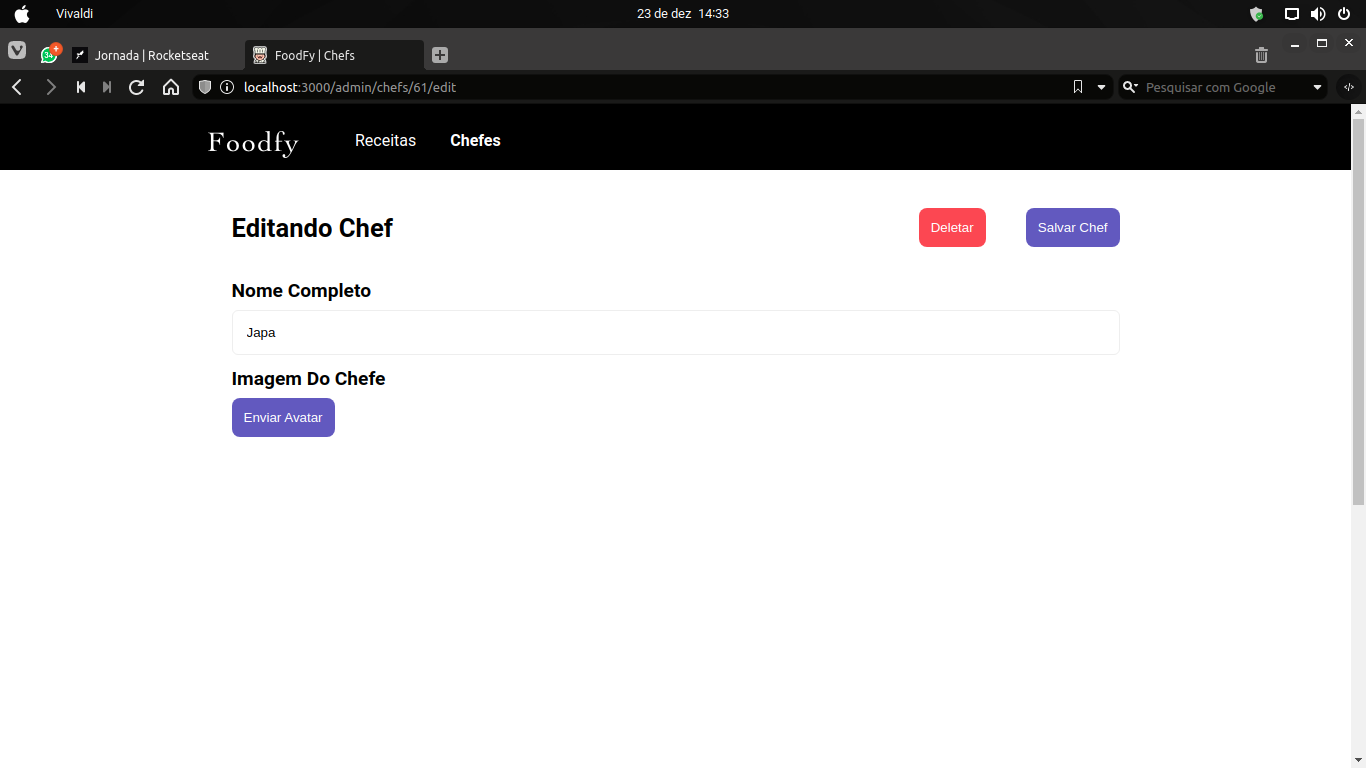 Vivaldi
23 de dez 14:33
34
Jornada | Rocketseat
FoodFy | Chefs
localhost:3000/admin/chefs/61/edit
Pesquisar com Google
Foodfy
Receitas
Chefes
Editando Chef
Deletar
Salvar Chef
Nome Completo
Japa
Imagem Do Chefe
Enviar Avatar